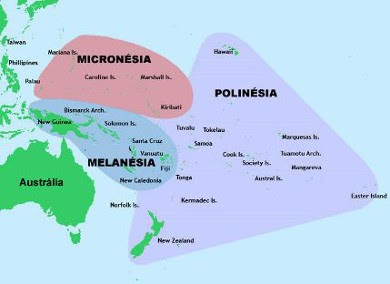 Taiwan
Phillipines
Mariana Is.
MICRONÉSIA
Hawaii
Palau
Caroline Is.
Marshall Is.
POLINÉSIA
Bismarck Arch.
Kiribati
New Guinea
Solomon Is.
Tuvalu
Tokelau
Santa Cruz
Samoa
Marquesas Is.
MELANÉSIA
Vanuatu
Fiji
Cook Is.
Society Is.
Tuamotu Arch.
Mangareva
Austrália
New Caledonia
Tonga
Austral Is.
Easter Island
Norfolk Is.
Kermadec Is.
New Zealand